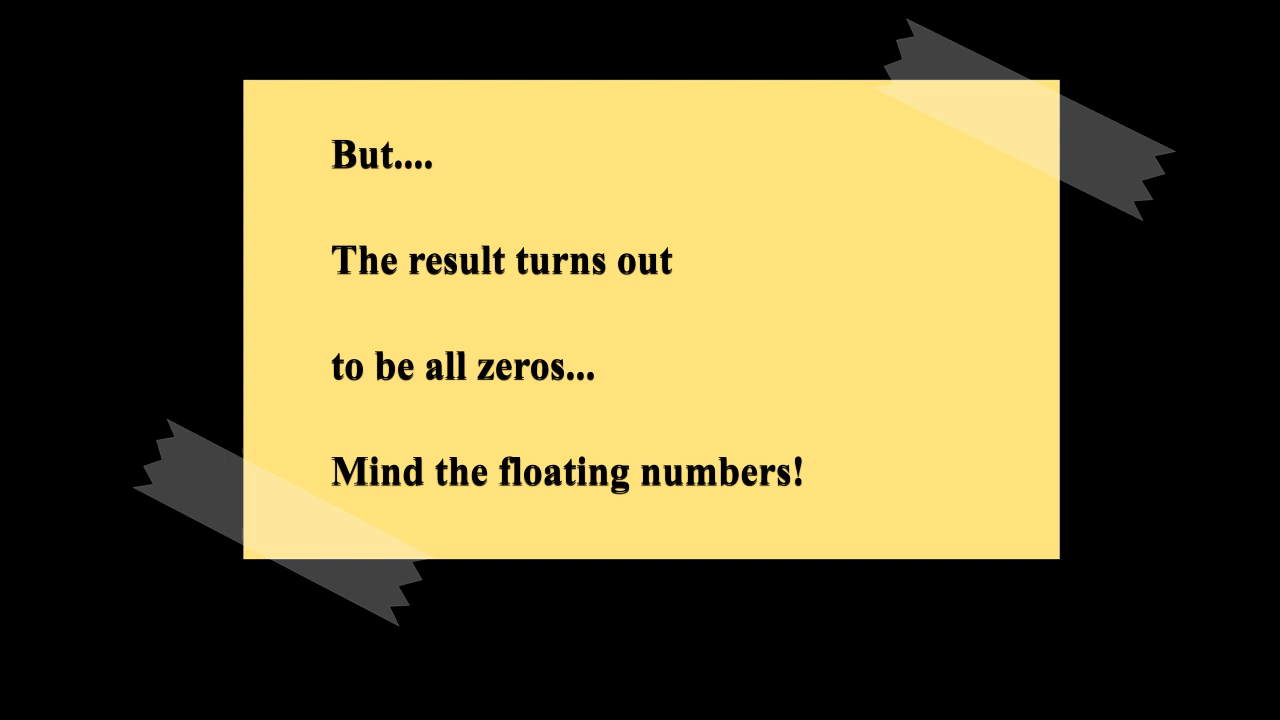 But....
The result turns out
to be all zeros...
Mind the floating numbers!